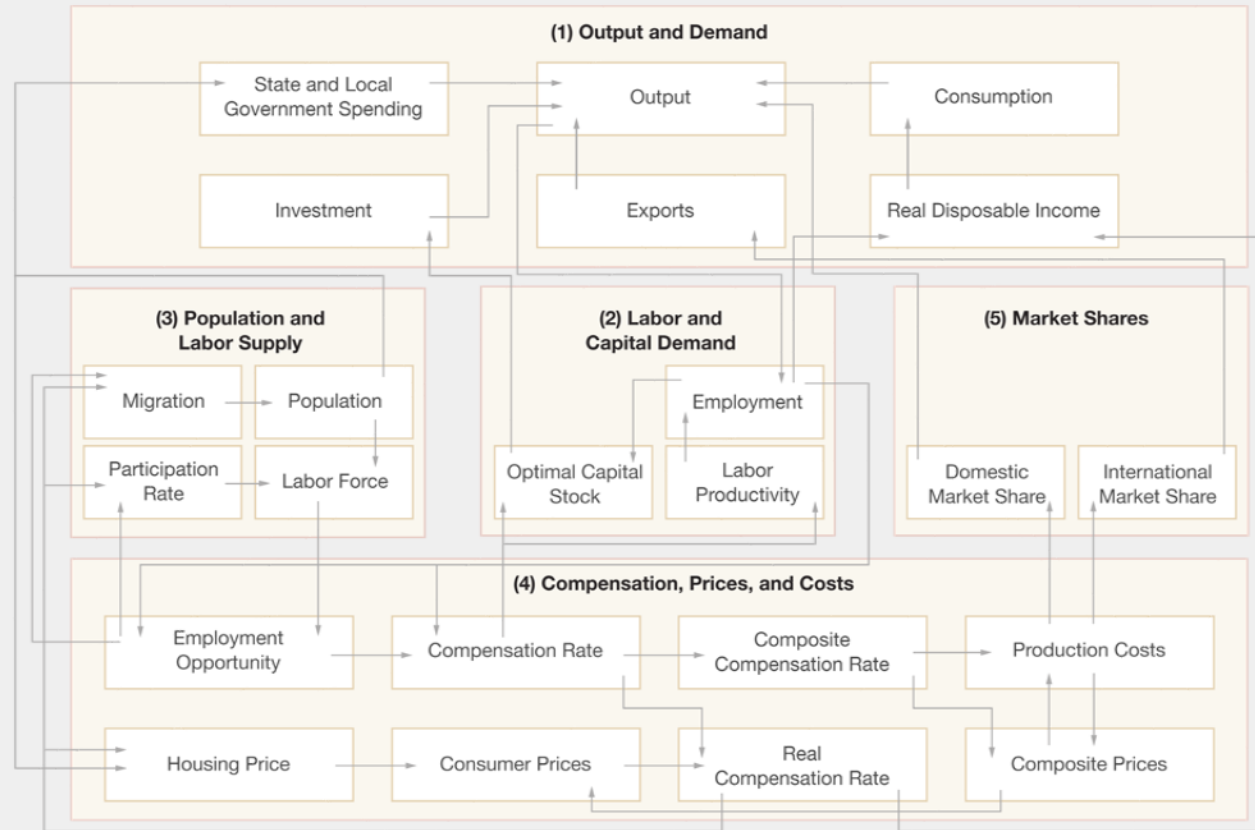 (1) Output and Demand
State and Local
Government Spending
Output
Consumption
Investment
Exports
Real Disposable Income
(3) Population and
Labor Supply
Migration
Population
Participation
Rate
Labor Force
(2) Labor and
Capital Demand
Employment
Optimal Capital
Stock
Labor
Productivity
(5) Market Shares
Domestic
Market Share
International
Market Share
(4) Compensation, Prices, and Costs
Employment
Opportunity
Compensation Rate
Composite
Compensation Rate
Production Costs
Housing Price
Consumer Prices
Real
Compensation Rate
Composite Prices